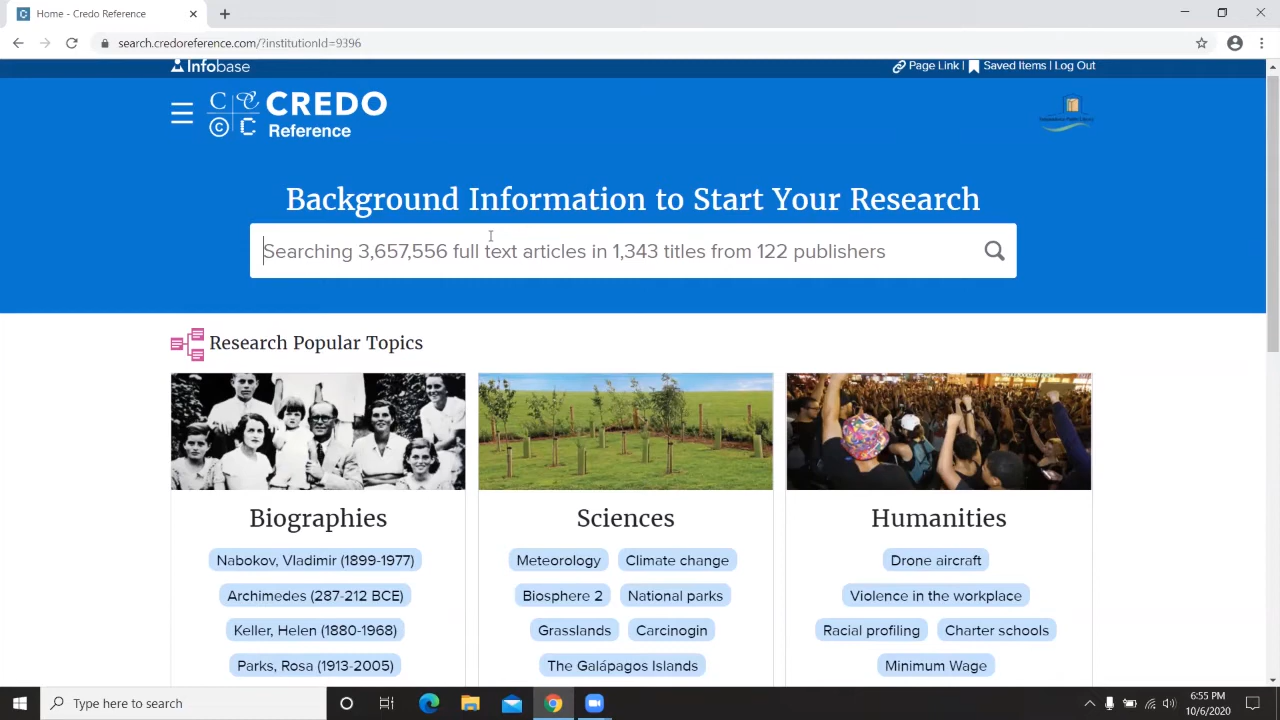 Home - Credo Reference
search.credoreference.com/?institutionId=9396
Infobase
Page Link | Saved Items | Log Out
CREDO
Reference
Background Information to Start Your Research
Searching 3,657,556 full text articles in 1,343 titles from 122 publishers
Research Popular Topics
Biographies
Nabokov, Vladimir (1899-1977)
Archimedes (287-212 BCE)
Keller, Helen (1880-1968)
Parks, Rosa (1913-2005)
Sciences
Meteorology Climate change
Biosphere 2 National parks
Grasslands Carcinogin
The Galápagos Islands
Humanities
Drone aircraft
Violence in the workplace
Racial profiling Charter schools
Minimum Wage
Type here to search
6:55 PM
10/6/2020